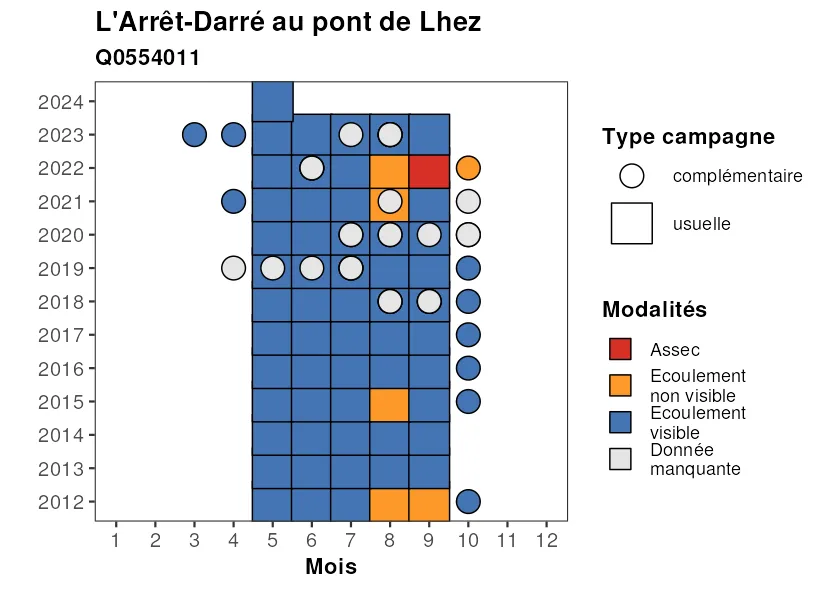 L'Arrêt-Darré au pont de Lhez
Q0554011
2024
2023
2022
2021
2020
2019
2018
2017
2016
2015
2014
2013
2012
1 2 3 4 5 6 7 8 9 10 11 12
Mois
Type campagne
complémentaire
usuelle
Modalités
Assec
Ecoulement
non visible
Ecoulement
visible
Donnée
manquante